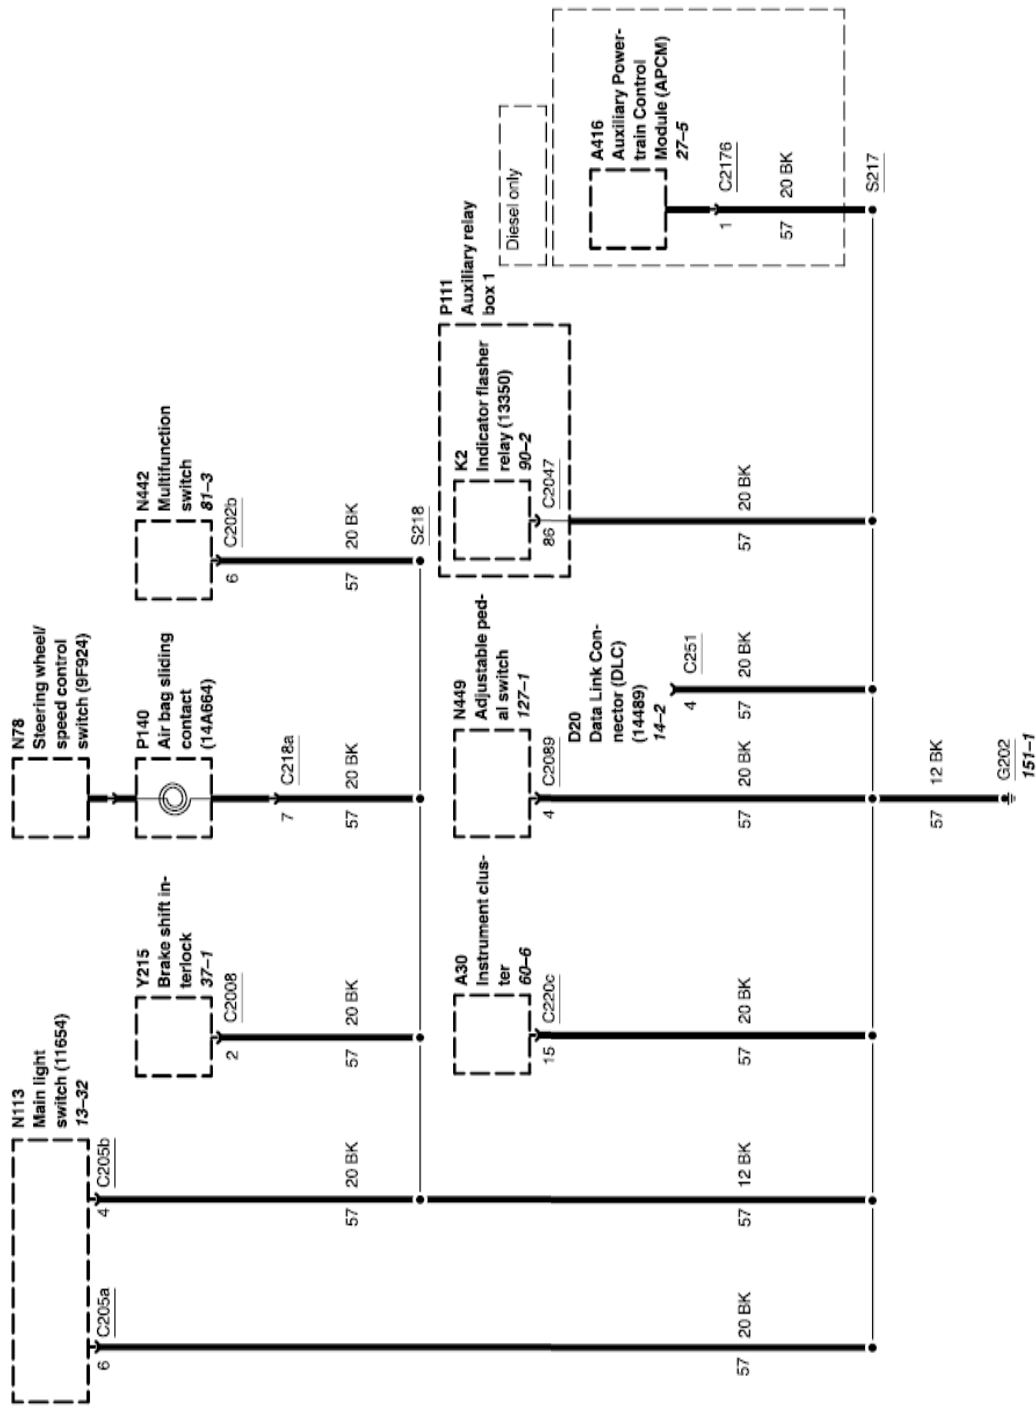 N113
Main light
switch (11654)
13–32
6
C205a
4
C205b
57
20 BK
57
20 BK
57
12 BK
Y215
Brake shift in-
terlock
37–1
2
C2008
57
20 BK
N78
Steering wheel/
speed control
switch (9F924)
P140
Air bag sliding
contact
(14A664)
7
C218a
57
20 BK
N442
Multifunction
switch
81–3
6
C202b
57
20 BK
S218
A30
Instrument clus-
ter
60–6
15
C220c
57
20 BK
N449
Adjustable ped-
al switch
127–1
4
C2089
57
20 BK
D20
Data Link Con-
nector (DLC)
(14489)
14–2
4
C251
57
20 BK
P111
Auxiliary relay
box 1
K2
Indicator flasher
relay (13350)
90–2
86
C2047
57
20 BK
Diesel only
A416
Auxiliary Power-
train Control
Module (APCM)
27–5
1
C2176
57
20 BK
S217
57
12 BK
G202
151–1